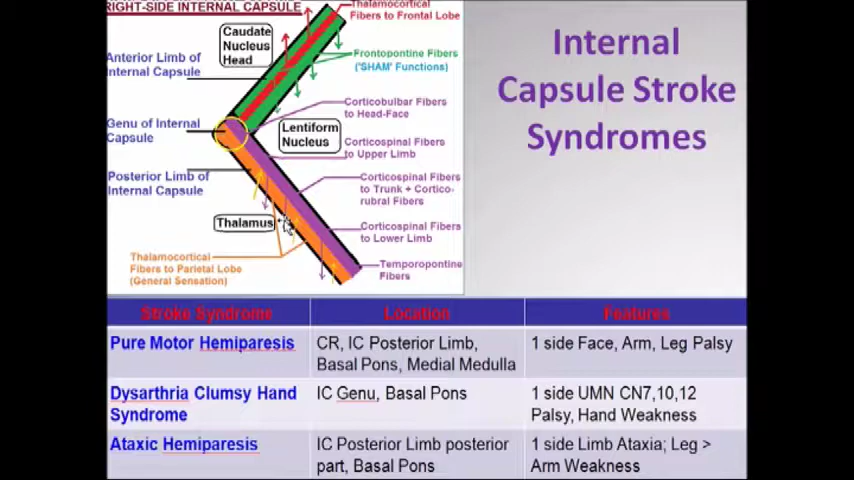 RIGHT-SIDE INTERNAL CAPSULE
Thalamocortical
Fibers to Frontal Lobe
Caudate
Nucleus
Head
Frontopontine Fibers
('SHAM' Functions)
Anterior Limb of
Internal Capsule
Corticobulbar Fibers
to Head-Face
Genu of Internal
Capsule
Lentiform
Nucleus
Corticospinal Fibers
to Upper Limb
Posterior Limb of
Internal Capsule
Corticospinal Fibers
to Trunk + Cortico-
rubral Fibers
Thalamus
Corticospinal Fibers
to Lower Limb
Thalamocortical
Fibers to Parietal Lobe
(General Sensation)
Temporopontine
Fibers
Internal
Capsule Stroke
Syndromes
Stroke Syndrome Location Features
Pure Motor Hemiparesis CR, IC Posterior Limb, 1 side Face, Arm, Leg Palsy
Basal Pons, Medial Medulla
Dysarthria Clumsy Hand IC Genu, Basal Pons 1 side UMN CN7,10,12
Syndrome Palsy, Hand Weakness
Ataxic Hemiparesis IC Posterior Limb posterior 1 side Limb Ataxia; Leg >
part, Basal Pons Arm Weakness